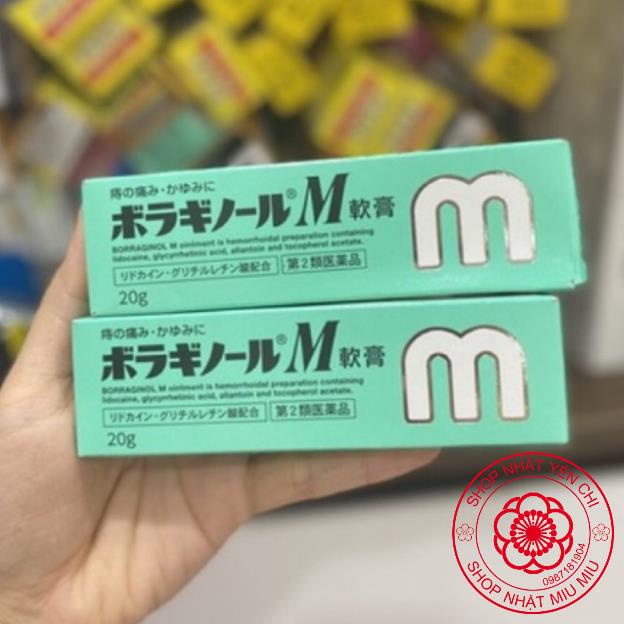 痔の痛み・かゆみに
ボラギノール®M軟膏
BORRAGINOL M ointment is hemorrhoidal preparation containing
lidocaine, glycyrrhetinic acid, allantoin and tocopherol acetate.
リドカイン・グリチルレチン酸配合 第2類医薬品
20g
m
痔の痛み・かゆみに
ボラギノール®M軟膏
BORRAGINOL M ointment is hemorrhoidal preparation containing
lidocaine, glycyrrhetinic acid, allantoin and tocopherol acetate.
リドカイン・グリチルレチン酸配合 第2類医薬品
20g
m
SHOP NHẬT YẾN CHI
0987181904
SHOP NHẬT MIU MIU